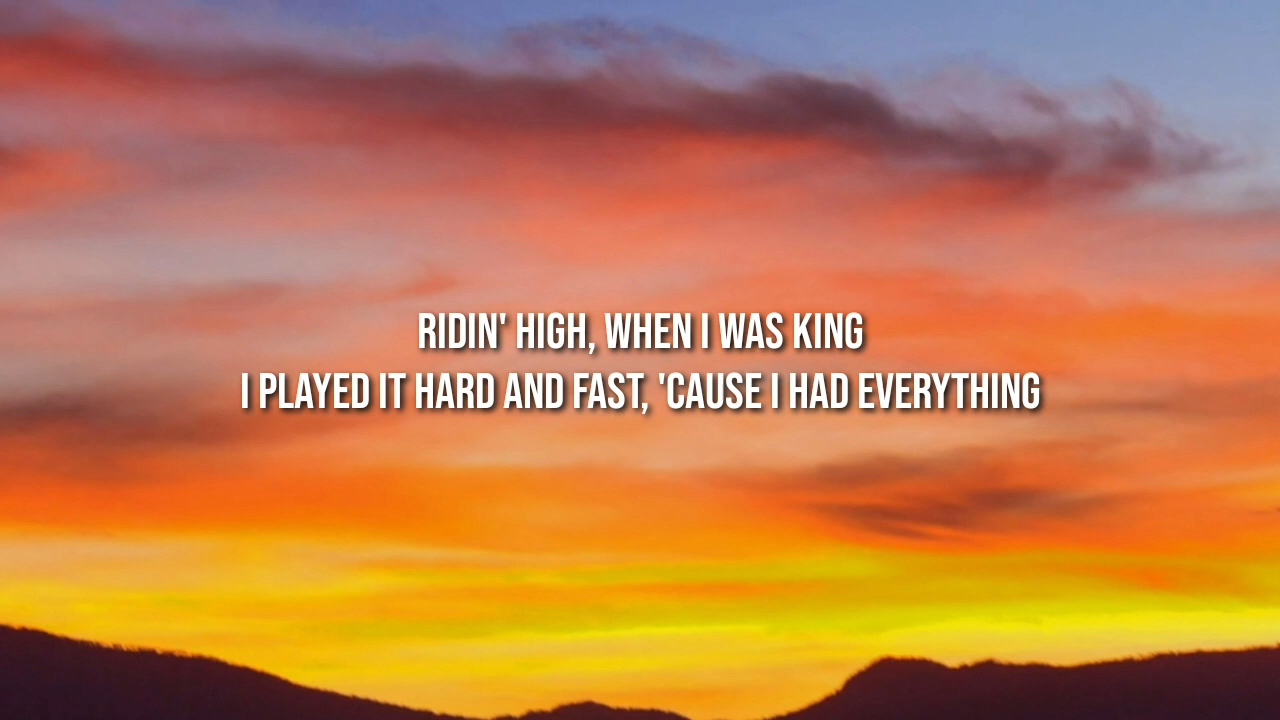 RIDIN' HIGH, WHEN I WAS KING
I PLAYED IT HARD AND FAST, 'CAUSE I HAD EVERYTHING